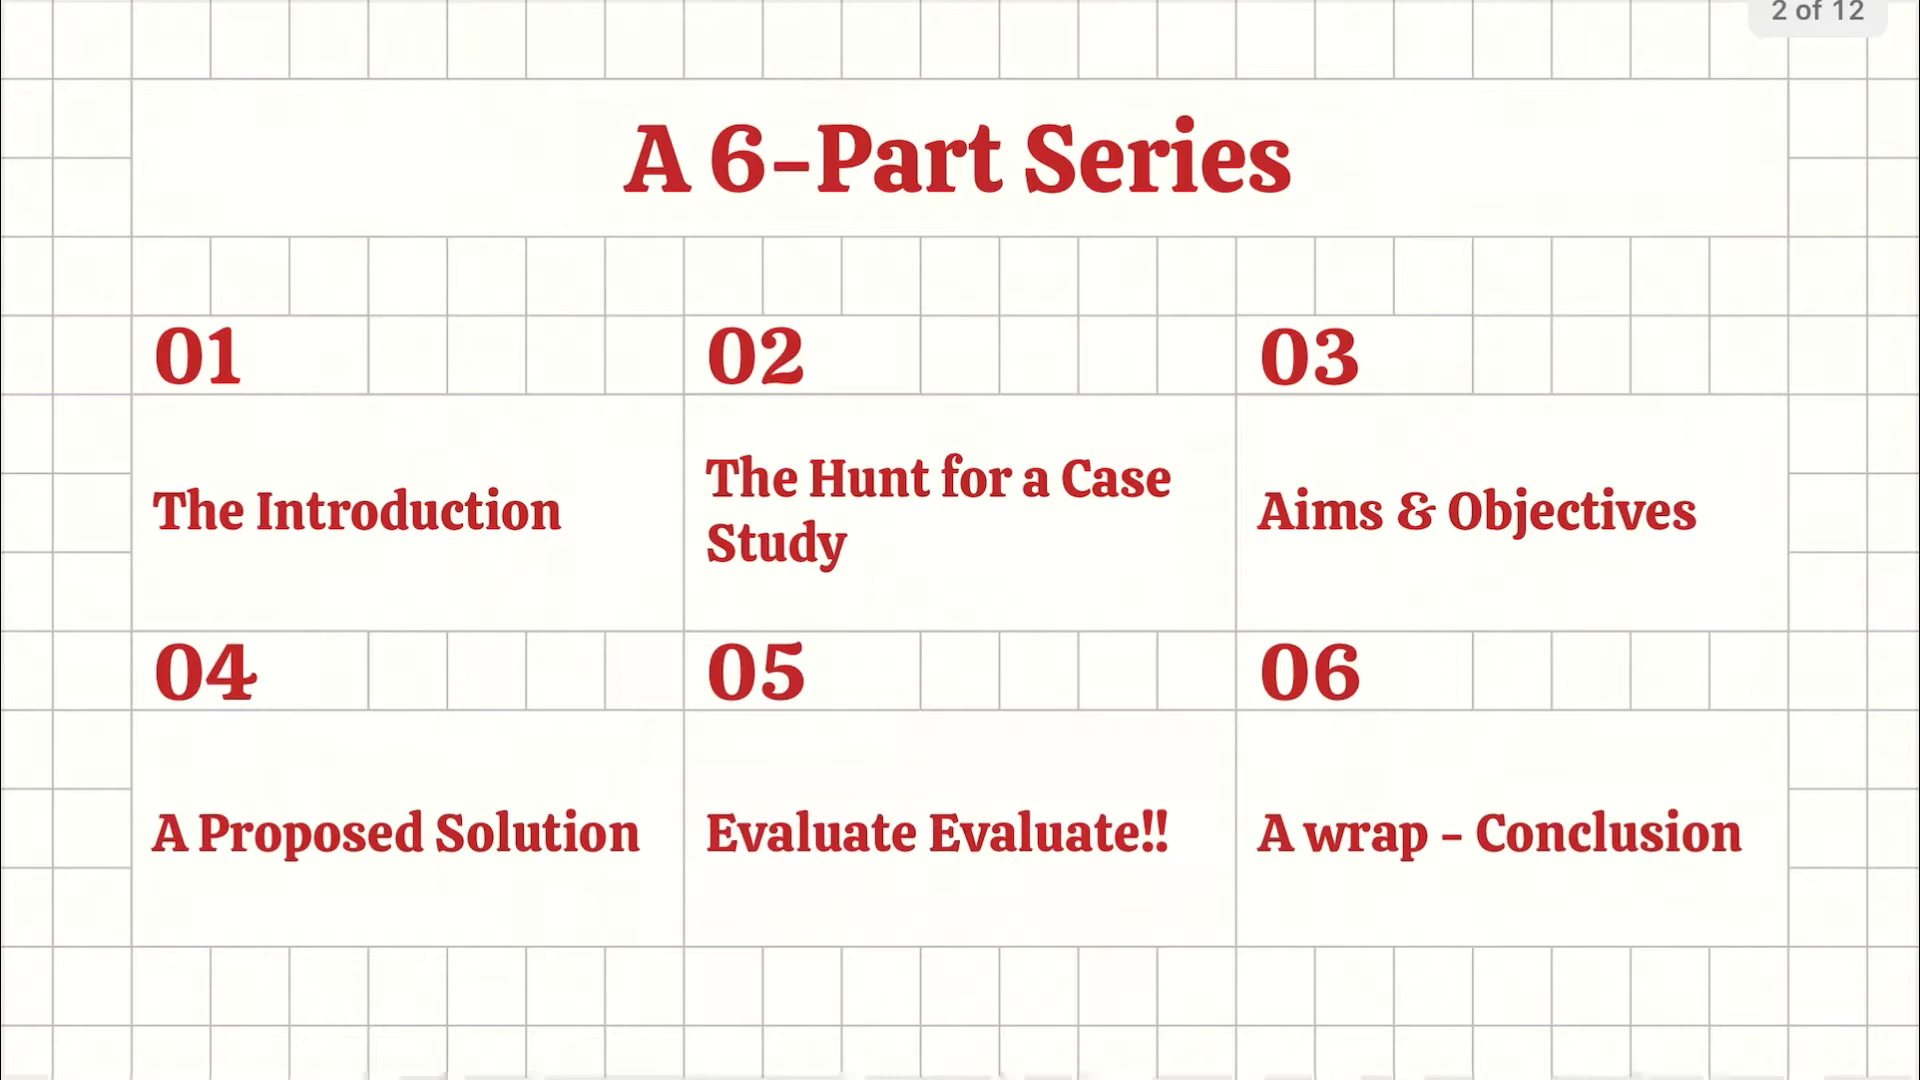 2 of 12
A 6-Part Series
01
The Introduction
02
The Hunt for a Case
Study
03
Aims & Objectives
04
A Proposed Solution
05
Evaluate Evaluate!!
06
A wrap - Conclusion